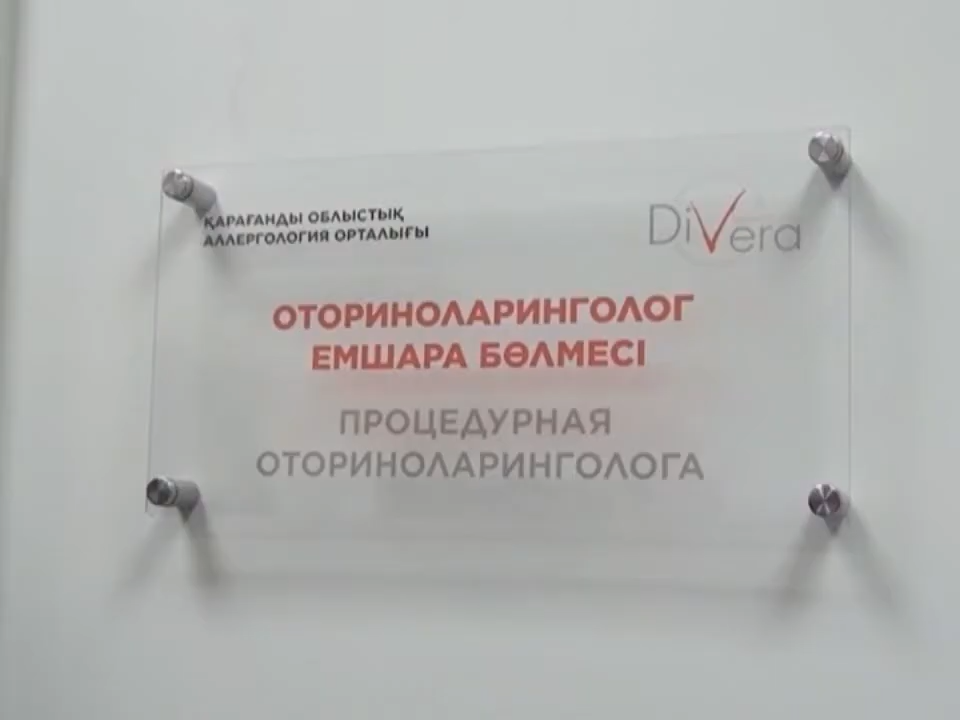 ҚАРАҒАНДЫ ОБЛЫСТЫҚ
АЛЛЕРГОЛОГИЯ ОРТАЛЫҒЫ
DiVera
ОТОРИНОЛАРИНГОЛОГ
ЕМШАРА БӨЛМЕСІ
ПРОЦЕДУРНАЯ
ОТОРИНОЛАРИНГОЛОГА